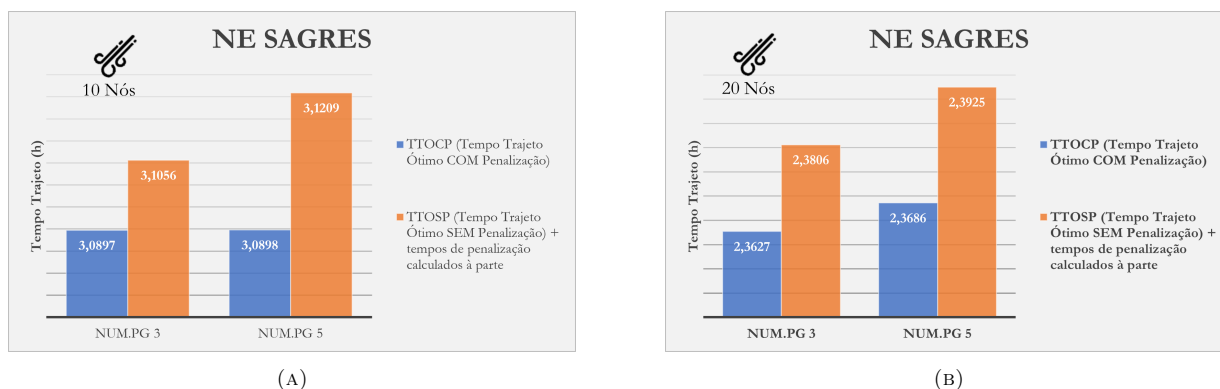 NE SAGRES
10 Nós
Tempo Trajeto (h)
3,0897
3,1056
3,0898
3,1209
NUM.PG 3
NUM.PG 5
TTOCP (Tempo Trajeto
Ótimo COM Penalização)
TTOSP (Tempo Trajeto
Ótimo SEM Penalização) +
tempos de penalização
calculados à parte
(A)
NE SAGRES
20 Nós
Tempo Trajeto (h)
2,3627
2,3806
2,3686
2,3925
NUM.PG 3
NUM.PG 5
TTOCP (Tempo Trajeto
Ótimo COM Penalização)
TTOSP (Tempo Trajeto
Ótimo SEM Penalização) +
tempos de penalização
calculados à parte
(B)